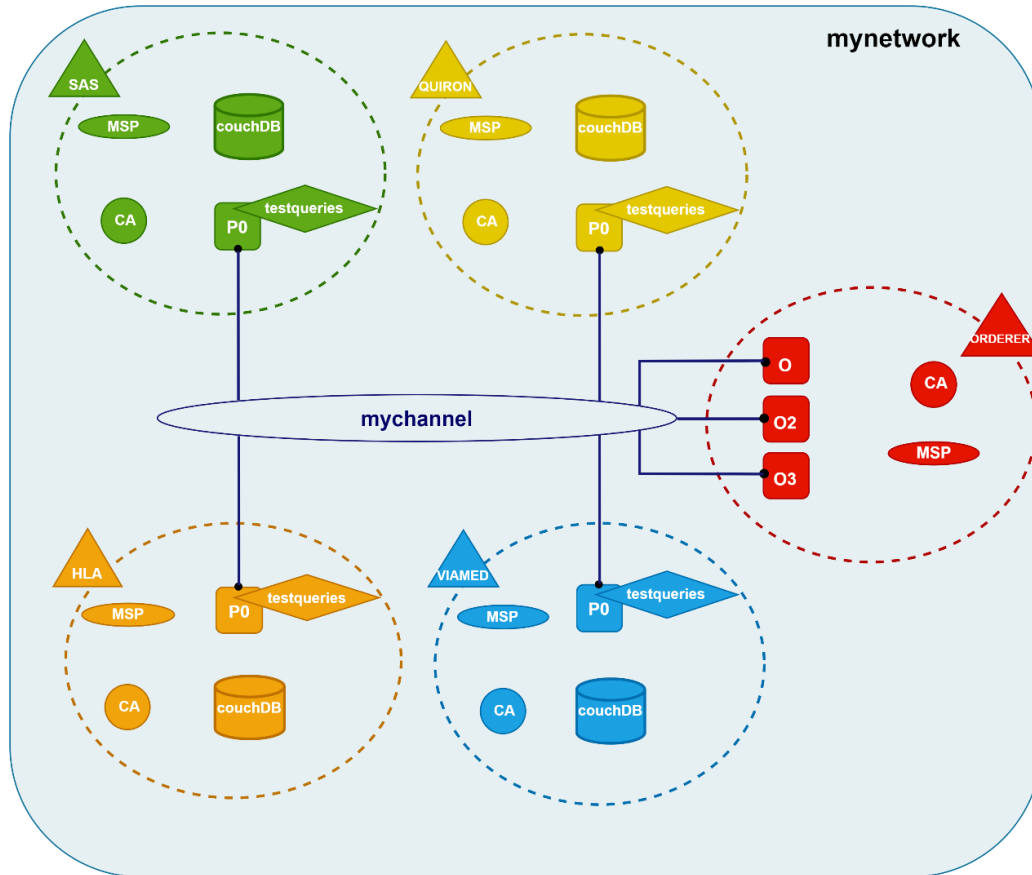 mynetwork
SAS
MSP
couchDB
CA
P0
testqueries
QUIRON
MSP
couchDB
CA
P0
testqueries
ORDERER
O
CA
O2
MSP
O3
mychannel
HLA
MSP
P0
testqueries
CA
couchDB
VIAMED
MSP
P0
testqueries
CA
couchDB